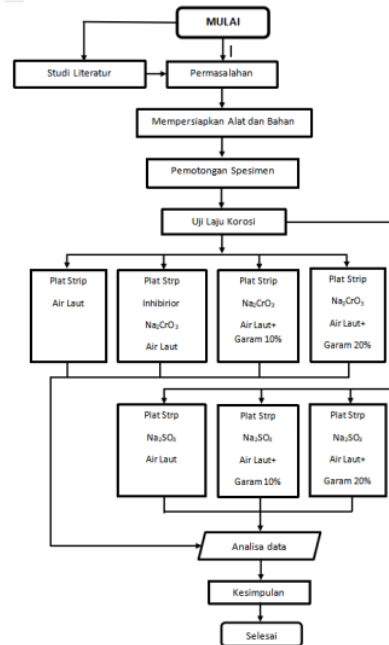 MULAI
Studi Literatur
Permasalahan
Mempersiapkan Alat dan Bahan
Pemotongan Spesimen
Uji Laju Korosi
Plat Strip
Air Laut
Plat Strp
Inhibirior
Na₂CrO₃
Air Laut
Plat Strip
Na₂CrO₃
Air Laut+
Garam 10%
Plat Strip
Na₂CrO₃
Air Laut+
Garam 20%
Plat Strp
Na₂SO₃
Air Laut
Plat Strp
Na₂SO₃
Air Laut+
Garam 10%
Plat Strp
Na₂SO₃
Air Laut+
Garam 20%
Analisa data
Kesimpulan
Selesai